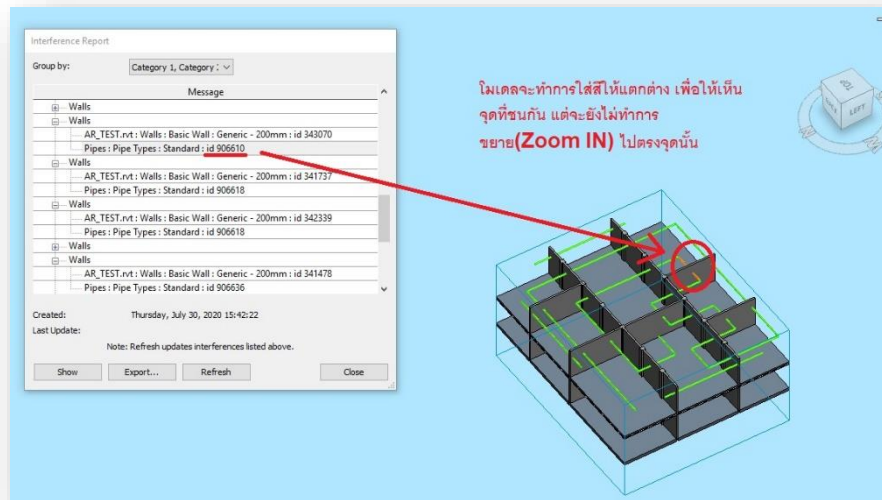 Interference Report
Group by:
Category 1, Category 2
Message
Walls
Walls
AR_TEST.rvt : Walls : Basic Wall : Generic - 200mm : id 343070
Pipes : Pipe Types : Standard : id 906610
Walls
AR_TEST.rvt : Walls : Basic Wall : Generic - 200mm : id 341737
Pipes : Pipe Types : Standard : id 906618
Walls
AR_TEST.rvt : Walls : Basic Wall : Generic - 200mm : id 342339
Pipes : Pipe Types : Standard : id 906618
Walls
Walls
AR_TEST.rvt : Walls : Basic Wall : Generic - 200mm : id 341478
Pipes : Pipe Types : Standard : id 906636
Created: Thursday, July 30, 2020 15:42:22
Last Update:
Note: Refresh updates interferences listed above.
Show Export... Refresh Close
โมเดลจะทำการใส่สีให้แตกต่าง เพื่อให้เห็น
จุดที่ชนกัน แต่จะยังไม่ทำการ
ขยาย(Zoom IN) ไปตรงจุดนั้น
TOP
BACK LEFT